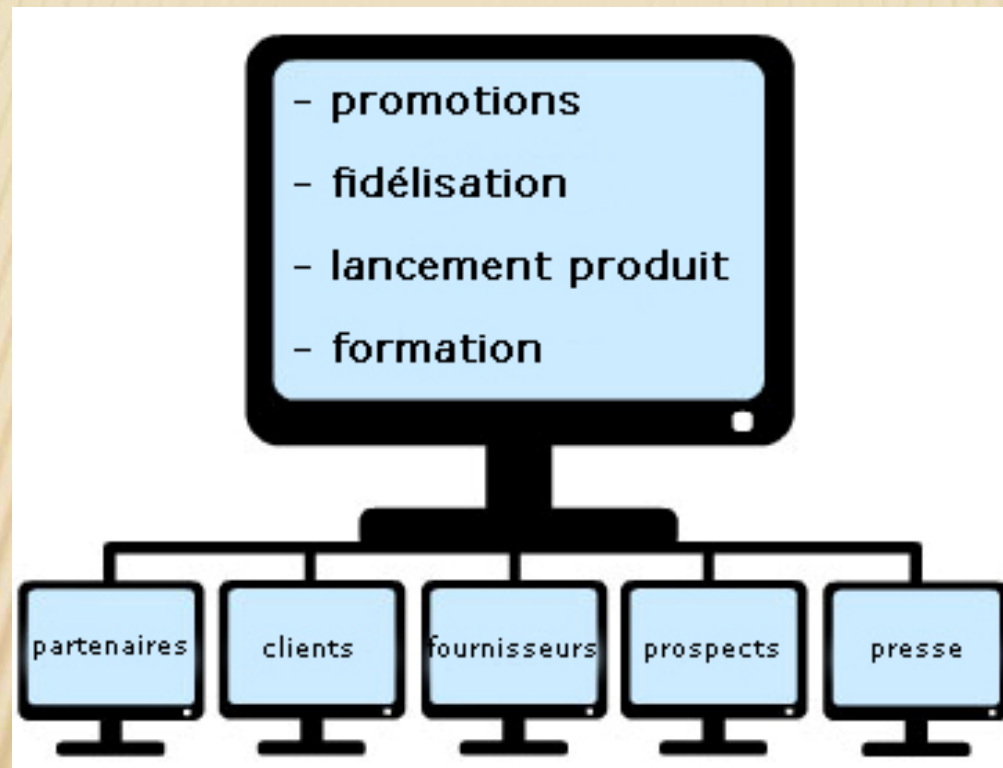 - promotions
- fidélisation
- lancement produit
- formation
partenaires
clients
fournisseurs
prospects
presse